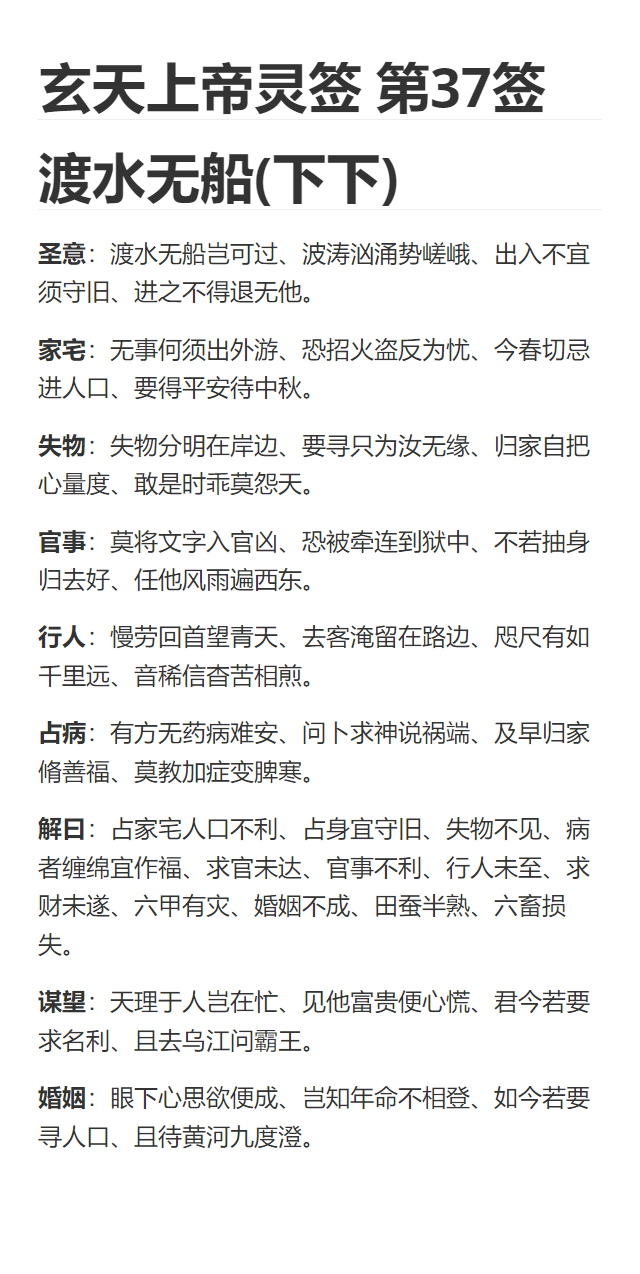 玄天上帝灵签 第37签
渡水无船(下下)
圣意：渡水无船岂可过、波涛汹涌势嵯峨、出入不宜
须守旧、进之不得退无他。
家宅：无事何须出外游、恐招火盗反为忧、今春切忌
进人口、要得平安待中秋。
失物：失物分明在岸边、要寻只为汝无缘、归家自把
心量度、敢是时乖莫怨天。
官事：莫将文字入官凶、恐被牵连到狱中、不若抽身
归去好、任他风雨遍西东。
行人：慢劳回首望青天、去客淹留在路边、咫尺有如
千里远、音稀信杳苦相煎。
占病：有方无药病难安、问卜求神说祸端、及早归家
脩善福、莫教加症变脾寒。
解曰：占家宅人口不利、占身宜守旧、失物不见、病
者缠绵宜作福、求官未达、官事不利、行人未至、求
财未遂、六甲有灾、婚姻不成、田蚕半熟、六畜损
失。
谋望：天理于人岂在忙、见他富贵便心慌、君今若要
求名利、且去乌江问霸王。
婚姻：眼下心思欲便成、岂知年命不相登、如今若要
寻人口、且待黄河九度澄。